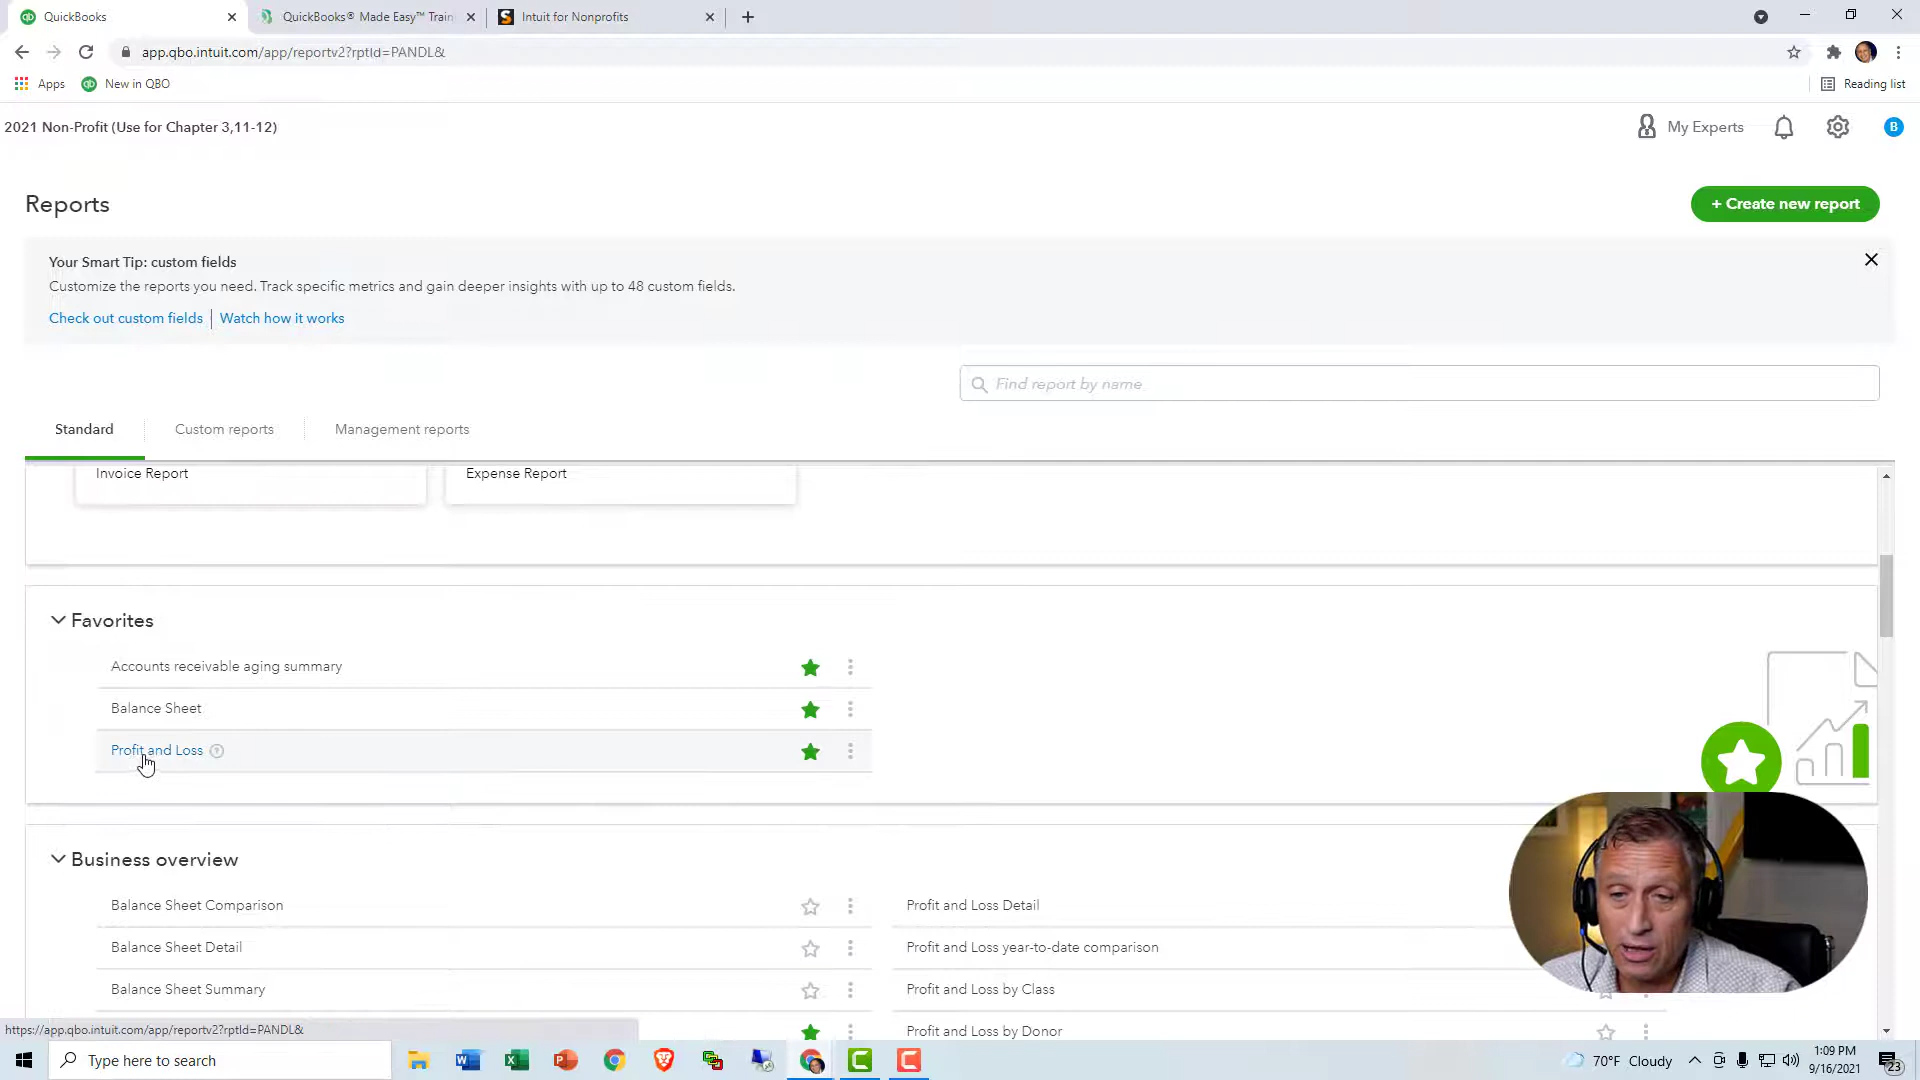 QuickBooks
QuickBooks® Made Easy™ Train
Intuit for Nonprofits
app.qbo.intuit.com/app/reportv2?rptId=PANDL&
Apps
New in QBO
Reading list
2021 Non-Profit (Use for Chapter 3,11-12)
My Experts
B
Reports
+ Create new report
Your Smart Tip: custom fields
Customize the reports you need. Track specific metrics and gain deeper insights with up to 48 custom fields.
Check out custom fields | Watch how it works
Find report by name
Standard
Custom reports
Management reports
Invoice Report
Expense Report
Favorites
Accounts receivable aging summary
Balance Sheet
Profit and Loss
Business overview
Balance Sheet Comparison
Profit and Loss Detail
Balance Sheet Detail
Profit and Loss year-to-date comparison
Balance Sheet Summary
Profit and Loss by Class
Profit and Loss by Donor
https://app.qbo.intuit.com/app/reportv2?rptId=PANDL&
Type here to search
70°F Cloudy
1:09 PM
9/16/2021
23